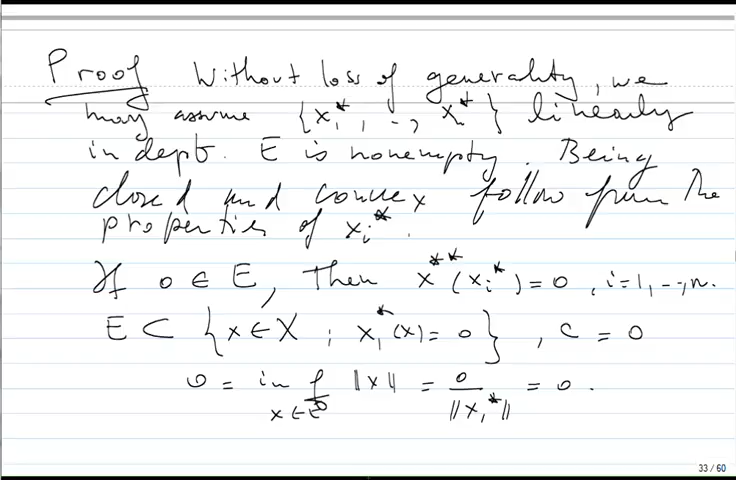 Proof Without loss of generality, we
may assume {x₁*, .., xₙ*} linearly
indept. E is nonempty. Being
closed and convex follow from the
properties of xᵢ*.
If 0 ∈ E, then x**(xᵢ*) = 0, i=1, .., n.
E ⊂ {x ∈ X ; x₁*(x) = 0}, c = 0
0 = inf_{x∈E} ||x|| = 0/||x₁*|| = 0.
33 / 60